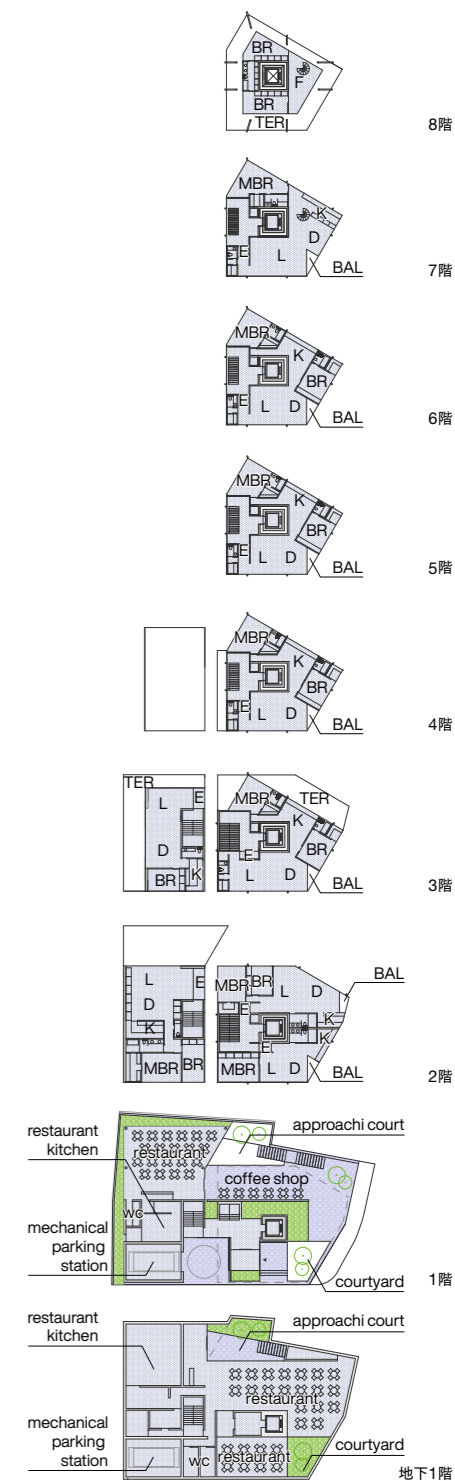 BR
F
BR
TER
8階
MBR
K
D
E
L
BAL
7階
MBR
K
BR
E
L D
BAL
6階
MBR
K
BR
E
L D
BAL
5階
MBR
K
BR
E
L D
BAL
4階
TER
L
E
D
BR
K
MBR
TER
K
BR
E
L D
BAL
3階
L
E
D
K
MBR
BR
MBR
BR
L D
BAL
E
K
K
E
MBR
L D
BAL
2階
restaurant
kitchen
approachi court
restaurant
coffee shop
wc
mechanical
parking
station
courtyard
1階
restaurant
kitchen
approachi court
restaurant
mechanical
parking
station
wc
restaurant
courtyard
地下1階